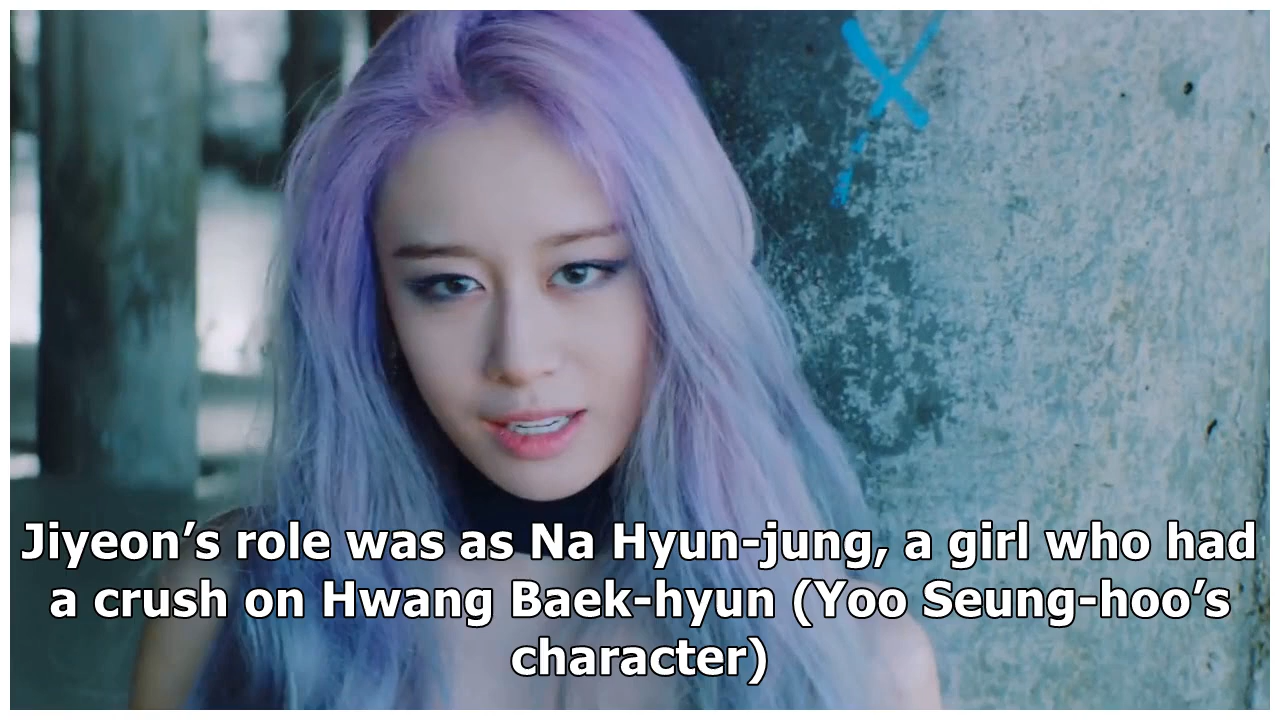 Jiyeon’s role was as Na Hyun-jung, a girl who had
a crush on Hwang Baek-hyun (Yoo Seung-hoo’s
character)